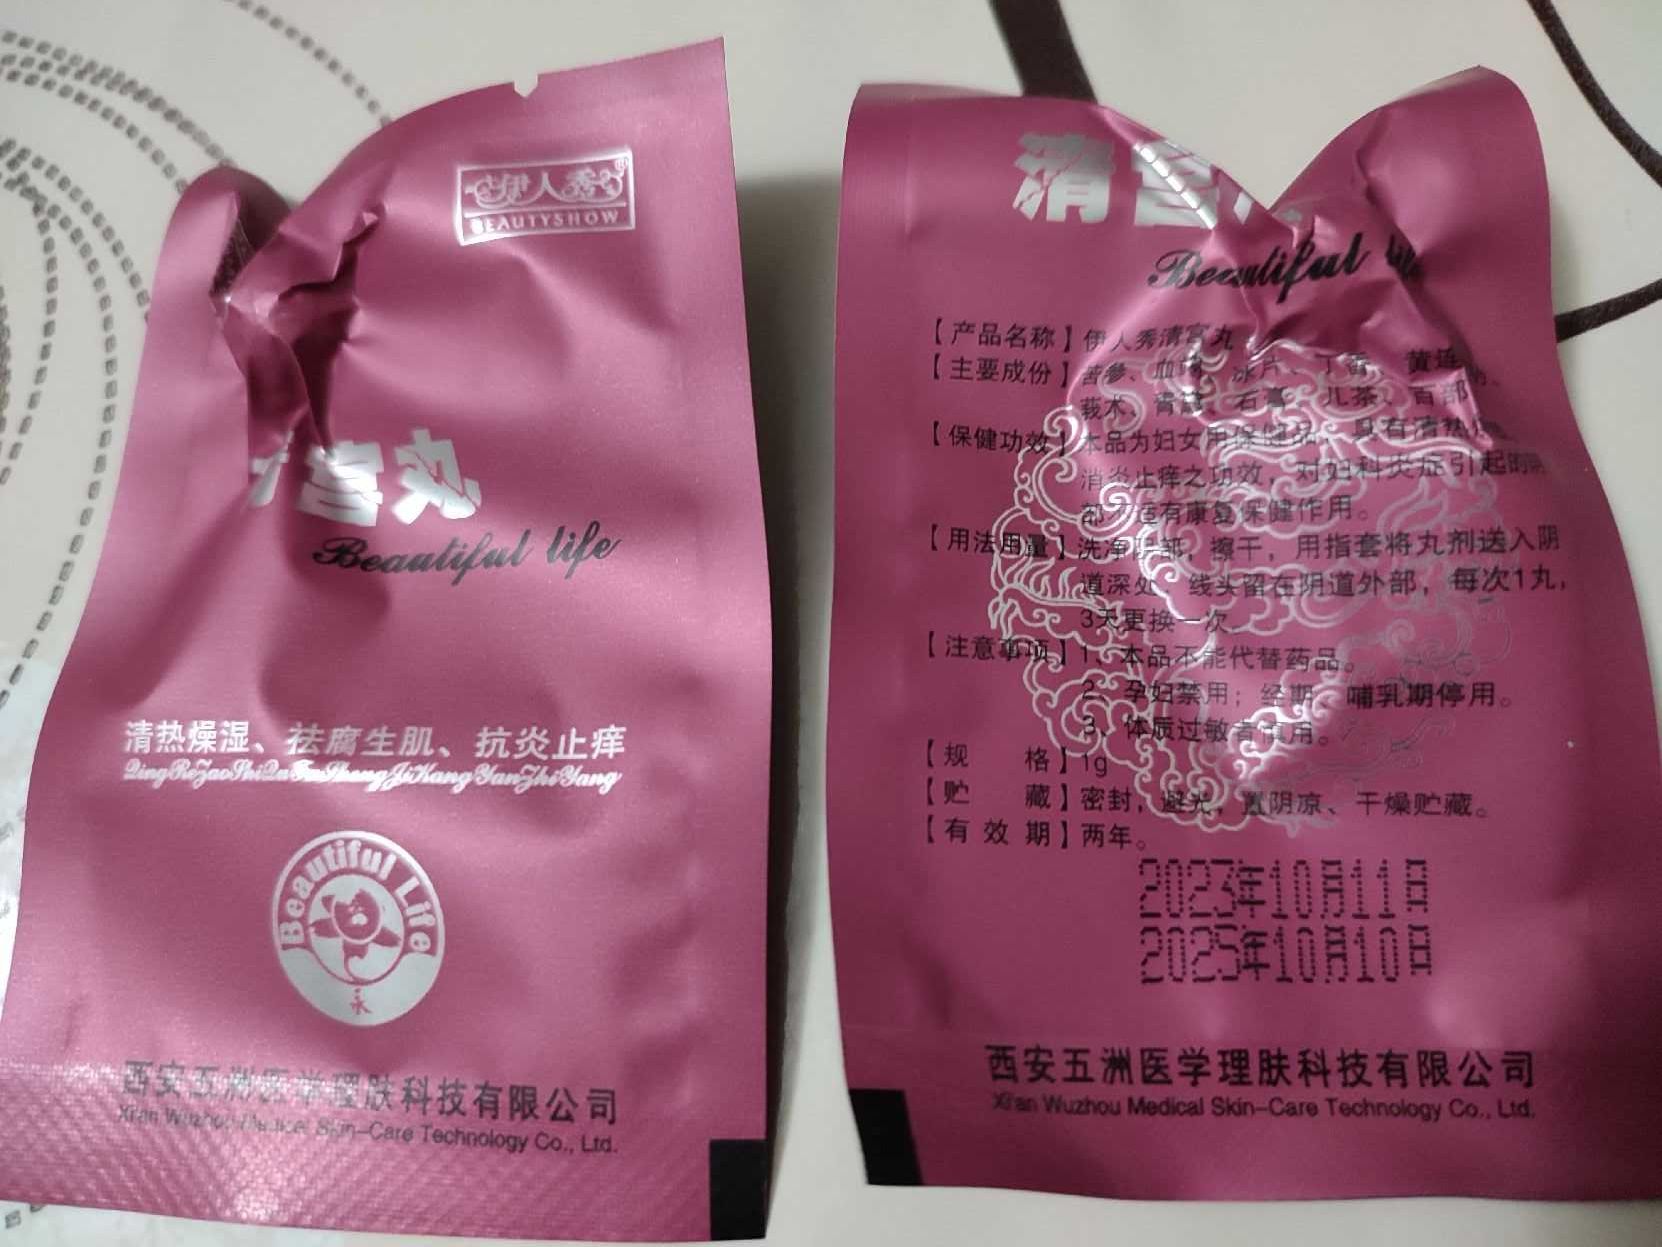 伊人秀®
BEAUTYSHOW
宫丸
Beautiful life
清热燥湿、祛腐生肌、抗炎止痒
QingReZaoShiQuFuShengJiKangYanZhiYang
Beautiful Life
永
西安五洲医学理肤科技有限公司
Xi'an Wuzhou Medical Skin-Care Technology Co., Ltd.
清宫
Beautiful life
【产品名称】伊人秀清宫丸
【主要成份】苦参、血竭、冰片、丁香、黄连
莪术、青黛、石膏、儿茶、百部
【保健功效】本品为妇女用保健品，具有清热
消炎止痒之功效，对妇科炎症引起的
部不适有康复保健作用。
【用法用量】洗净阴部，擦干，用指套将丸剂送入阴
道深处，线头留在阴道外部，每次1丸，
3天更换一次。
【注意事项】1、本品不能代替药品。
2、孕妇禁用；经期、哺乳期停用。
3、体质过敏者慎用。
【规 格】1g
【贮 藏】密封，避光，置阴凉、干燥贮藏。
【有 效 期】两年。
2023年10月11日
2025年10月10日
西安五洲医学理肤科技有限公司
Xi'an Wuzhou Medical Skin-Care Technology Co., Ltd.